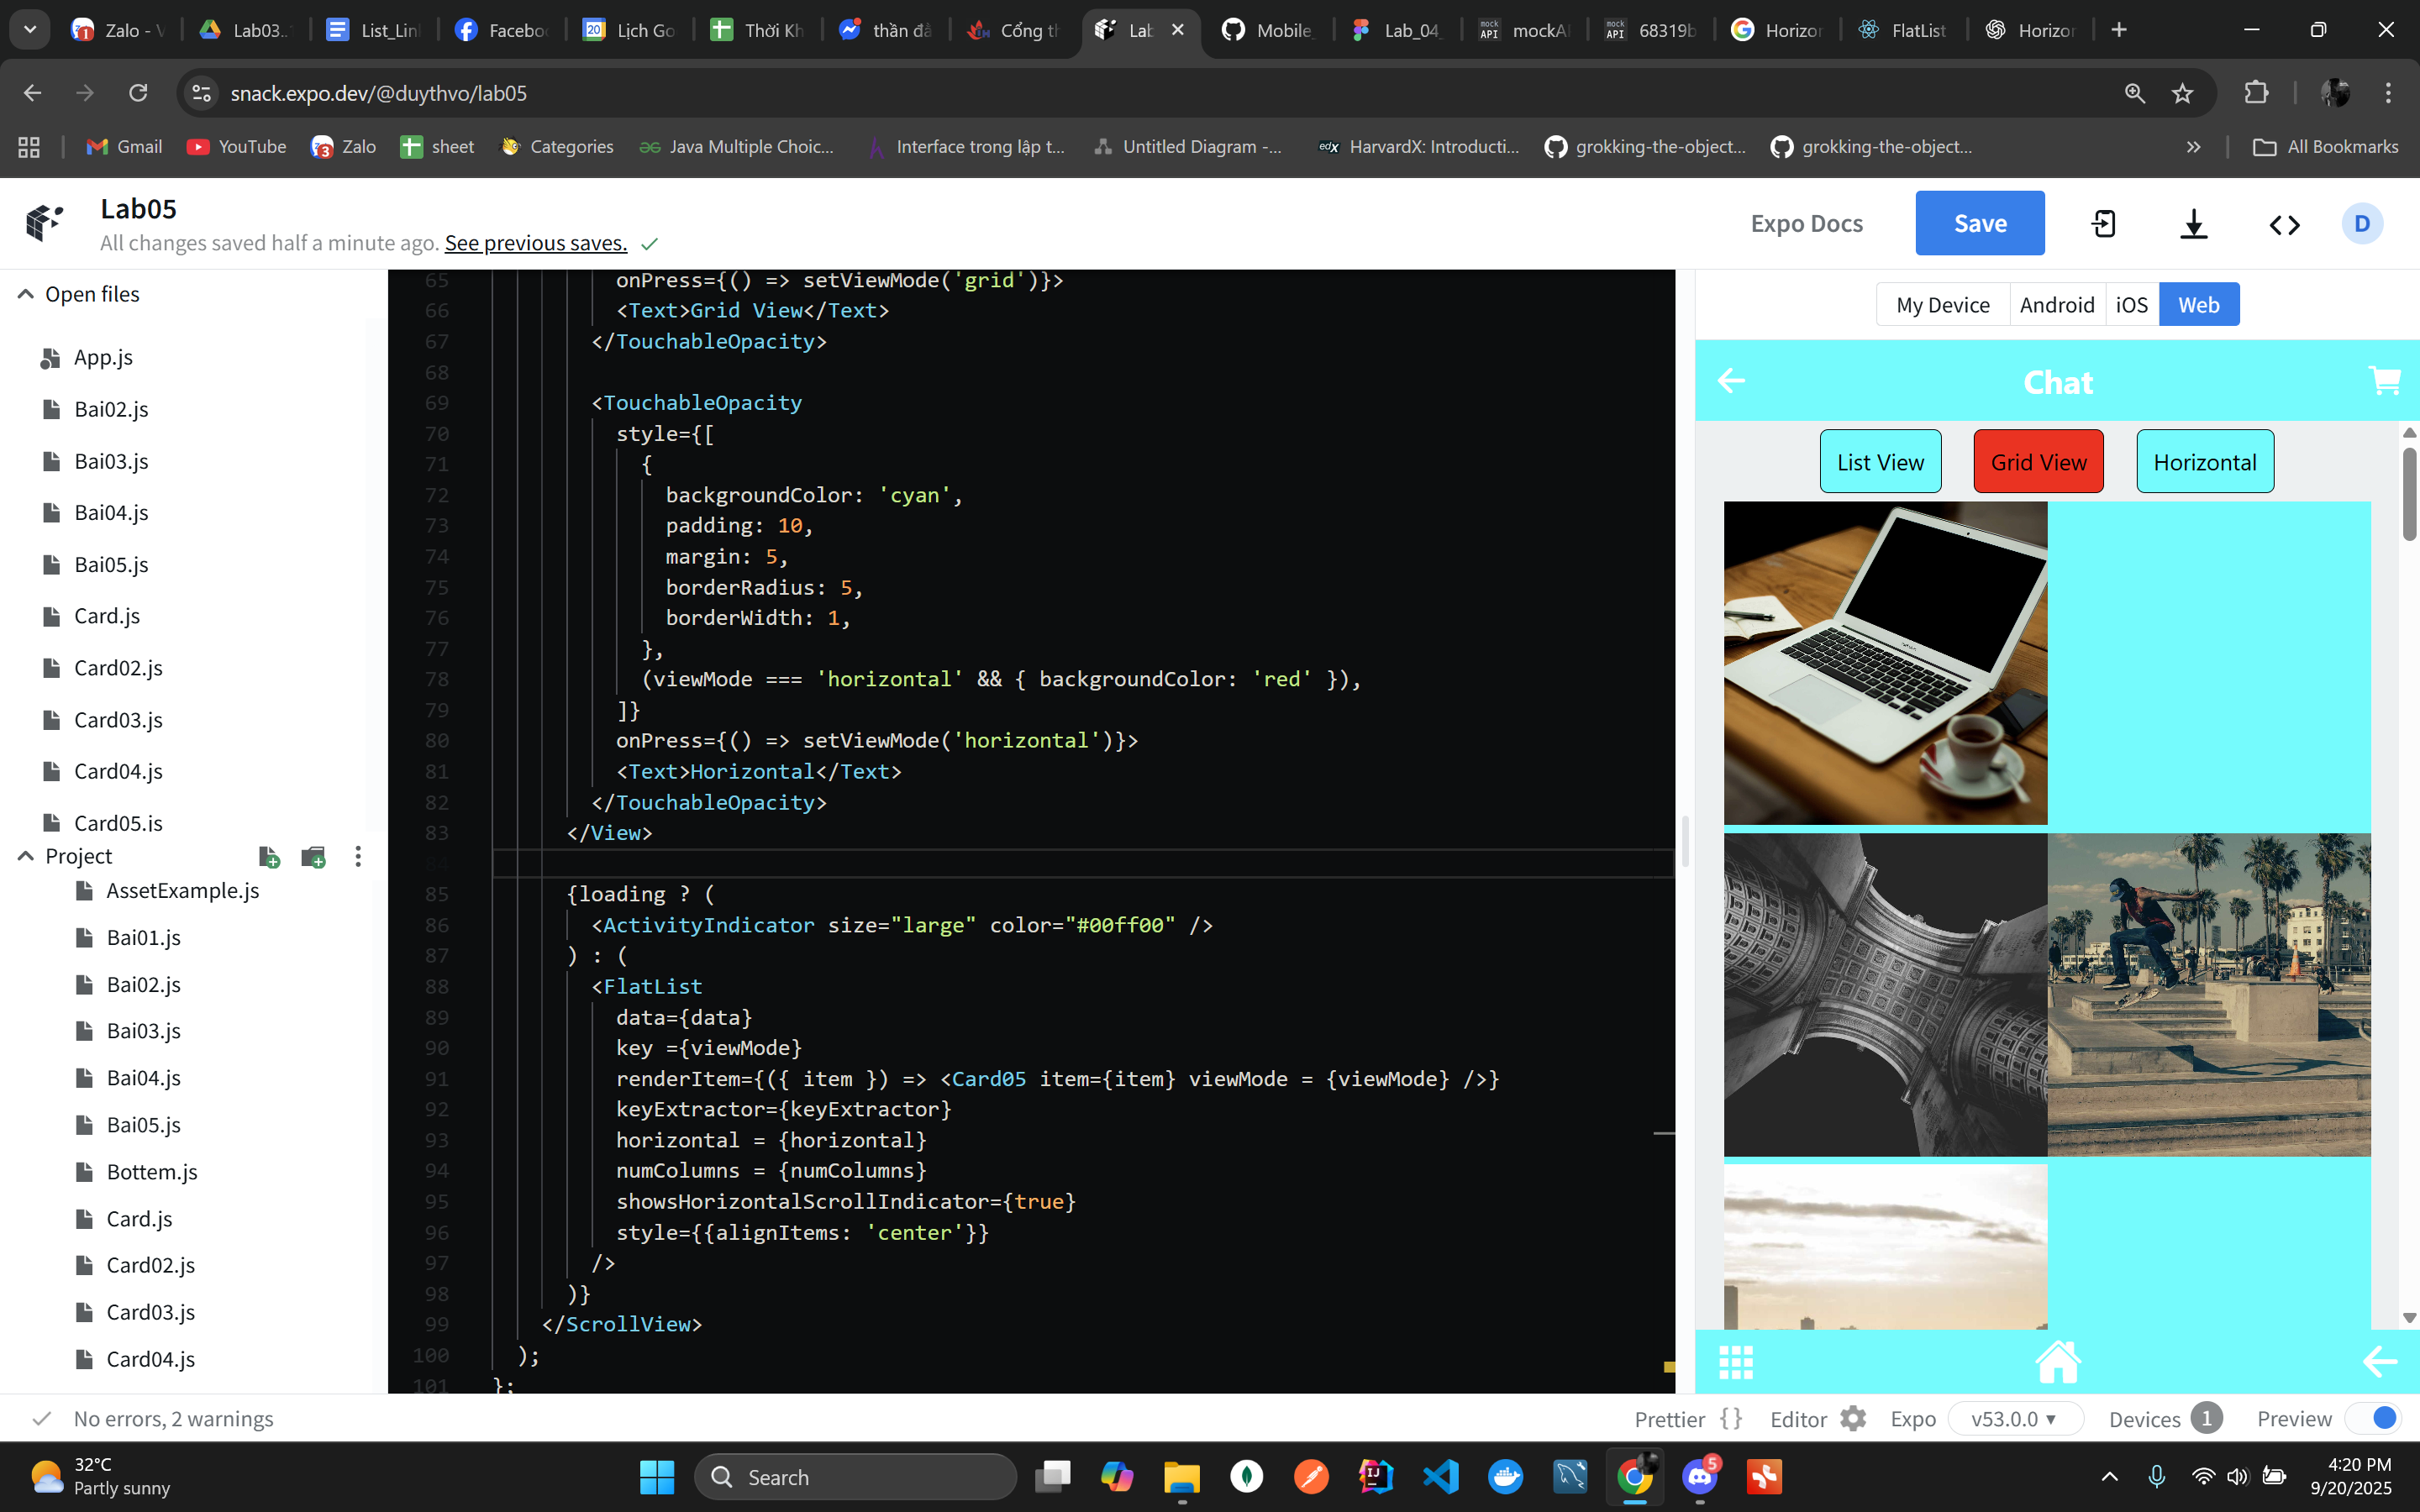 Zalo - V
Lab03..
List_Lin
Facebo
Lịch Go
Thời Kh
thần đằ
Cổng th
Lab
Mobile_
Lab_04_
mockAI
68319b
Horizor
FlatList
Horizor
snack.expo.dev/@duythvo/lab05
Gmail
YouTube
Zalo
sheet
Categories
Java Multiple Choic...
Interface trong lập t...
Untitled Diagram -...
HarvardX: Introducti...
grokking-the-object...
grokking-the-object...
All Bookmarks
Lab05
All changes saved half a minute ago. See previous saves.
Expo Docs
Save
D
Open files
App.js
Bai02.js
Bai03.js
Bai04.js
Bai05.js
Card.js
Card02.js
Card03.js
Card04.js
Card05.js
Project
AssetExample.js
Bai01.js
Bai02.js
Bai03.js
Bai04.js
Bai05.js
Bottem.js
Card.js
Card02.js
Card03.js
Card04.js
65 onPress={() => setViewMode('grid')}>
66 <Text>Grid View</Text>
67 </TouchableOpacity>
68
69 <TouchableOpacity
70 style={[
71 {
72 backgroundColor: 'cyan',
73 padding: 10,
74 margin: 5,
75 borderRadius: 5,
76 borderWidth: 1,
77 },
78 (viewMode === 'horizontal' && { backgroundColor: 'red' }),
79 ]}
80 onPress={() => setViewMode('horizontal')}>
81 <Text>Horizontal</Text>
82 </TouchableOpacity>
83 </View>
84
85 {loading ? (
86 <ActivityIndicator size="large" color="#00ff00" />
87 ) : (
88 <FlatList
89 data={data}
90 key ={viewMode}
91 renderItem={({ item }) => <Card05 item={item} viewMode = {viewMode} />}
92 keyExtractor={keyExtractor}
93 horizontal = {horizontal}
94 numColumns = {numColumns}
95 showsHorizontalScrollIndicator={true}
96 style={{alignItems: 'center'}}
97 />
98 )}
99 </ScrollView>
100 );
101 };
My Device
Android
iOS
Web
Chat
List View
Grid View
Horizontal
No errors, 2 warnings
Prettier
Editor
Expo
v53.0.0
Devices
1
Preview
32°C
Partly sunny
Search
5
4:20 PM
9/20/2025